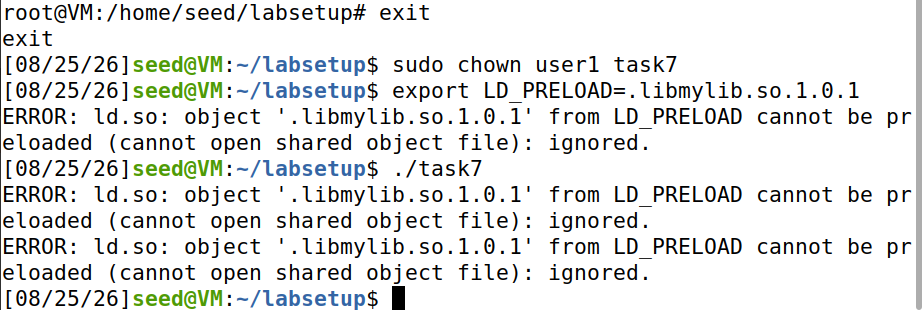 root@VM:/home/seed/labsetup# exit
exit
[08/25/26]seed@VM:~/labsetup$ sudo chown user1 task7
[08/25/26]seed@VM:~/labsetup$ export LD_PRELOAD=.libmylib.so.1.0.1
ERROR: ld.so: object '.libmylib.so.1.0.1' from LD_PRELOAD cannot be pr
eloaded (cannot open shared object file): ignored.
[08/25/26]seed@VM:~/labsetup$ ./task7
ERROR: ld.so: object '.libmylib.so.1.0.1' from LD_PRELOAD cannot be pr
eloaded (cannot open shared object file): ignored.
ERROR: ld.so: object '.libmylib.so.1.0.1' from LD_PRELOAD cannot be pr
eloaded (cannot open shared object file): ignored.
[08/25/26]seed@VM:~/labsetup$